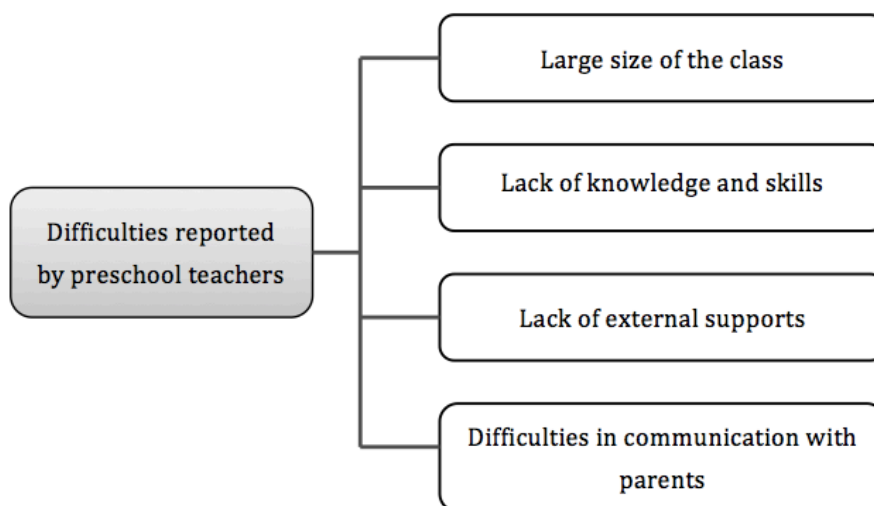 Difficulties reported
by preschool teachers
Large size of the class
Lack of knowledge and skills
Lack of external supports
Difficulties in communication with
parents